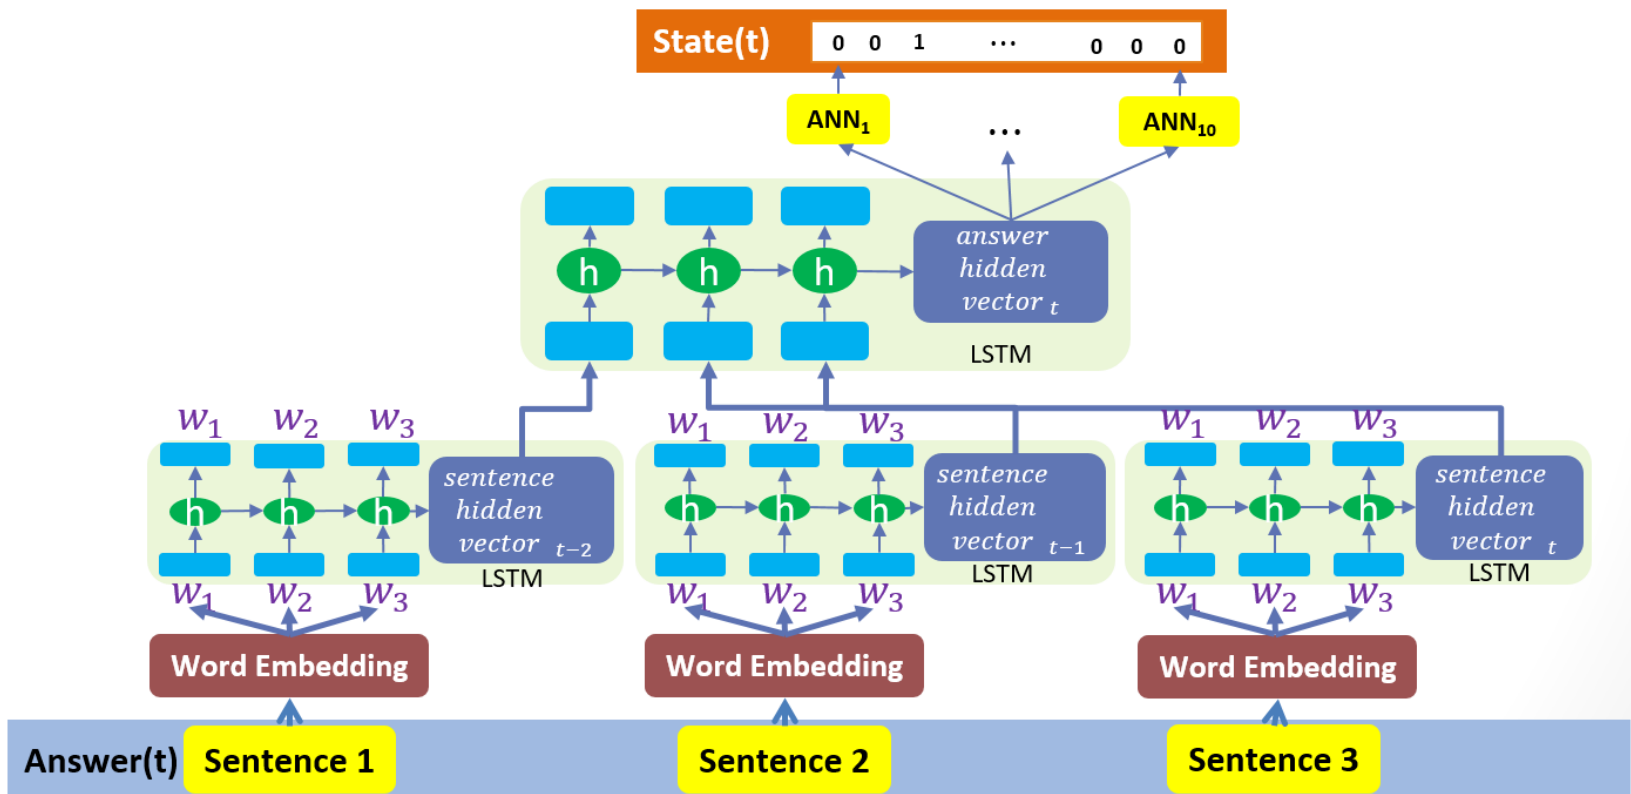 State(t) 0 0 1 ... 0 0 0
ANN1 ... ANN10
h h h
answer
hidden
vector t
LSTM
w1 w2 w3 w1 w2 w3 w1 w2 w3
h h h
sentence
hidden
vector t−2
LSTM
h h h
sentence
hidden
vector t−1
LSTM
h h h
sentence
hidden
vector t
LSTM
w1 w2 w3 w1 w2 w3 w1 w2 w3
Word Embedding Word Embedding Word Embedding
Answer(t) Sentence 1 Sentence 2 Sentence 3